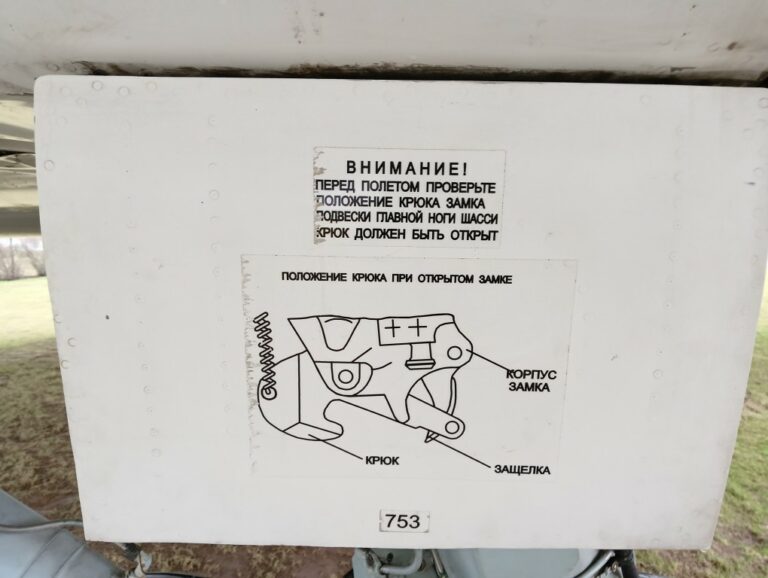 ВНИМАНИЕ!
ПЕРЕД ПОЛЕТОМ ПРОВЕРЬТЕ
ПОЛОЖЕНИЕ КРЮКА ЗАМКА
ПОДВЕСКИ ГЛАВНОЙ НОГИ ШАССИ
КРЮК ДОЛЖЕН БЫТЬ ОТКРЫТ
ПОЛОЖЕНИЕ КРЮКА ПРИ ОТКРЫТОМ ЗАМКЕ
КОРПУС
ЗАМКА
КРЮК
ЗАЩЕЛКА
753